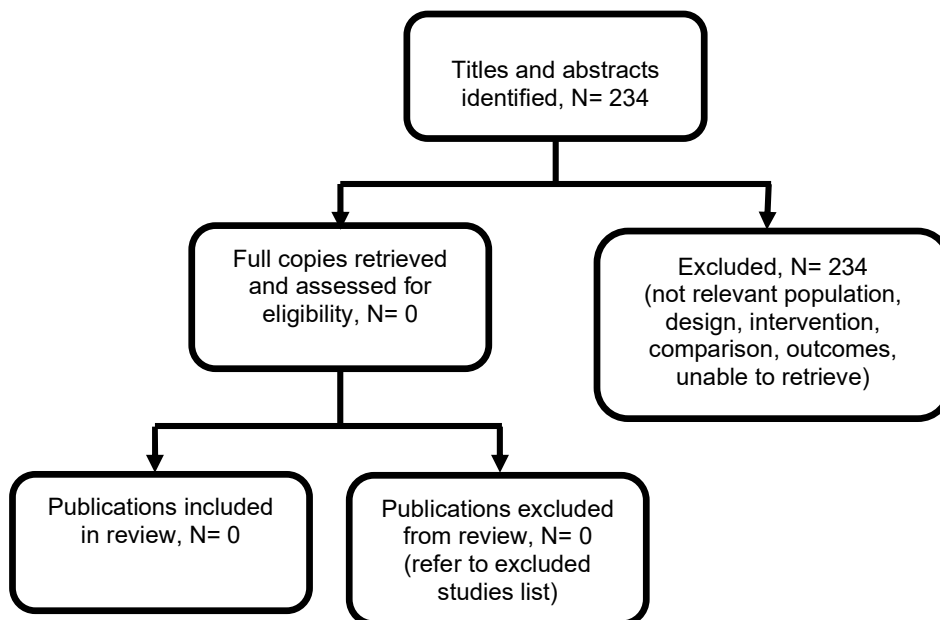 Titles and abstracts
identified, N= 234
Full copies retrieved
and assessed for
eligibility, N= 0
Excluded, N= 234
(not relevant population,
design, intervention,
comparison, outcomes,
unable to retrieve)
Publications included
in review, N= 0
Publications excluded
from review, N= 0
(refer to excluded
studies list)